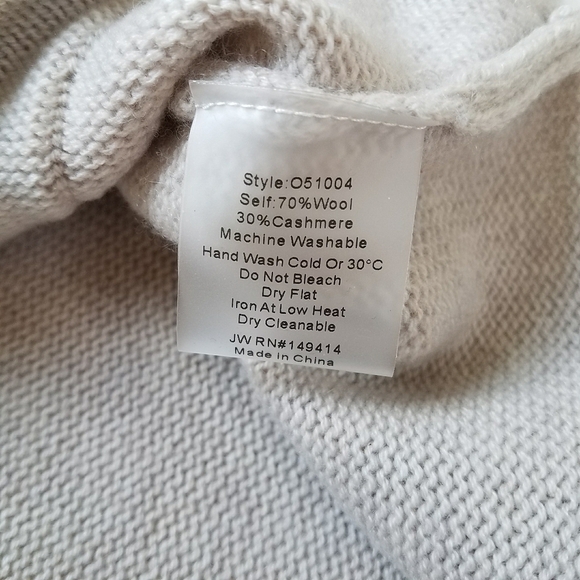 Style:O51004
Self:70%Wool
30%Cashmere
Machine Washable
Hand Wash Cold Or 30°C
Do Not Bleach
Dry Flat
Iron At Low Heat
Dry Cleanable
JW RN#149414
Made in China